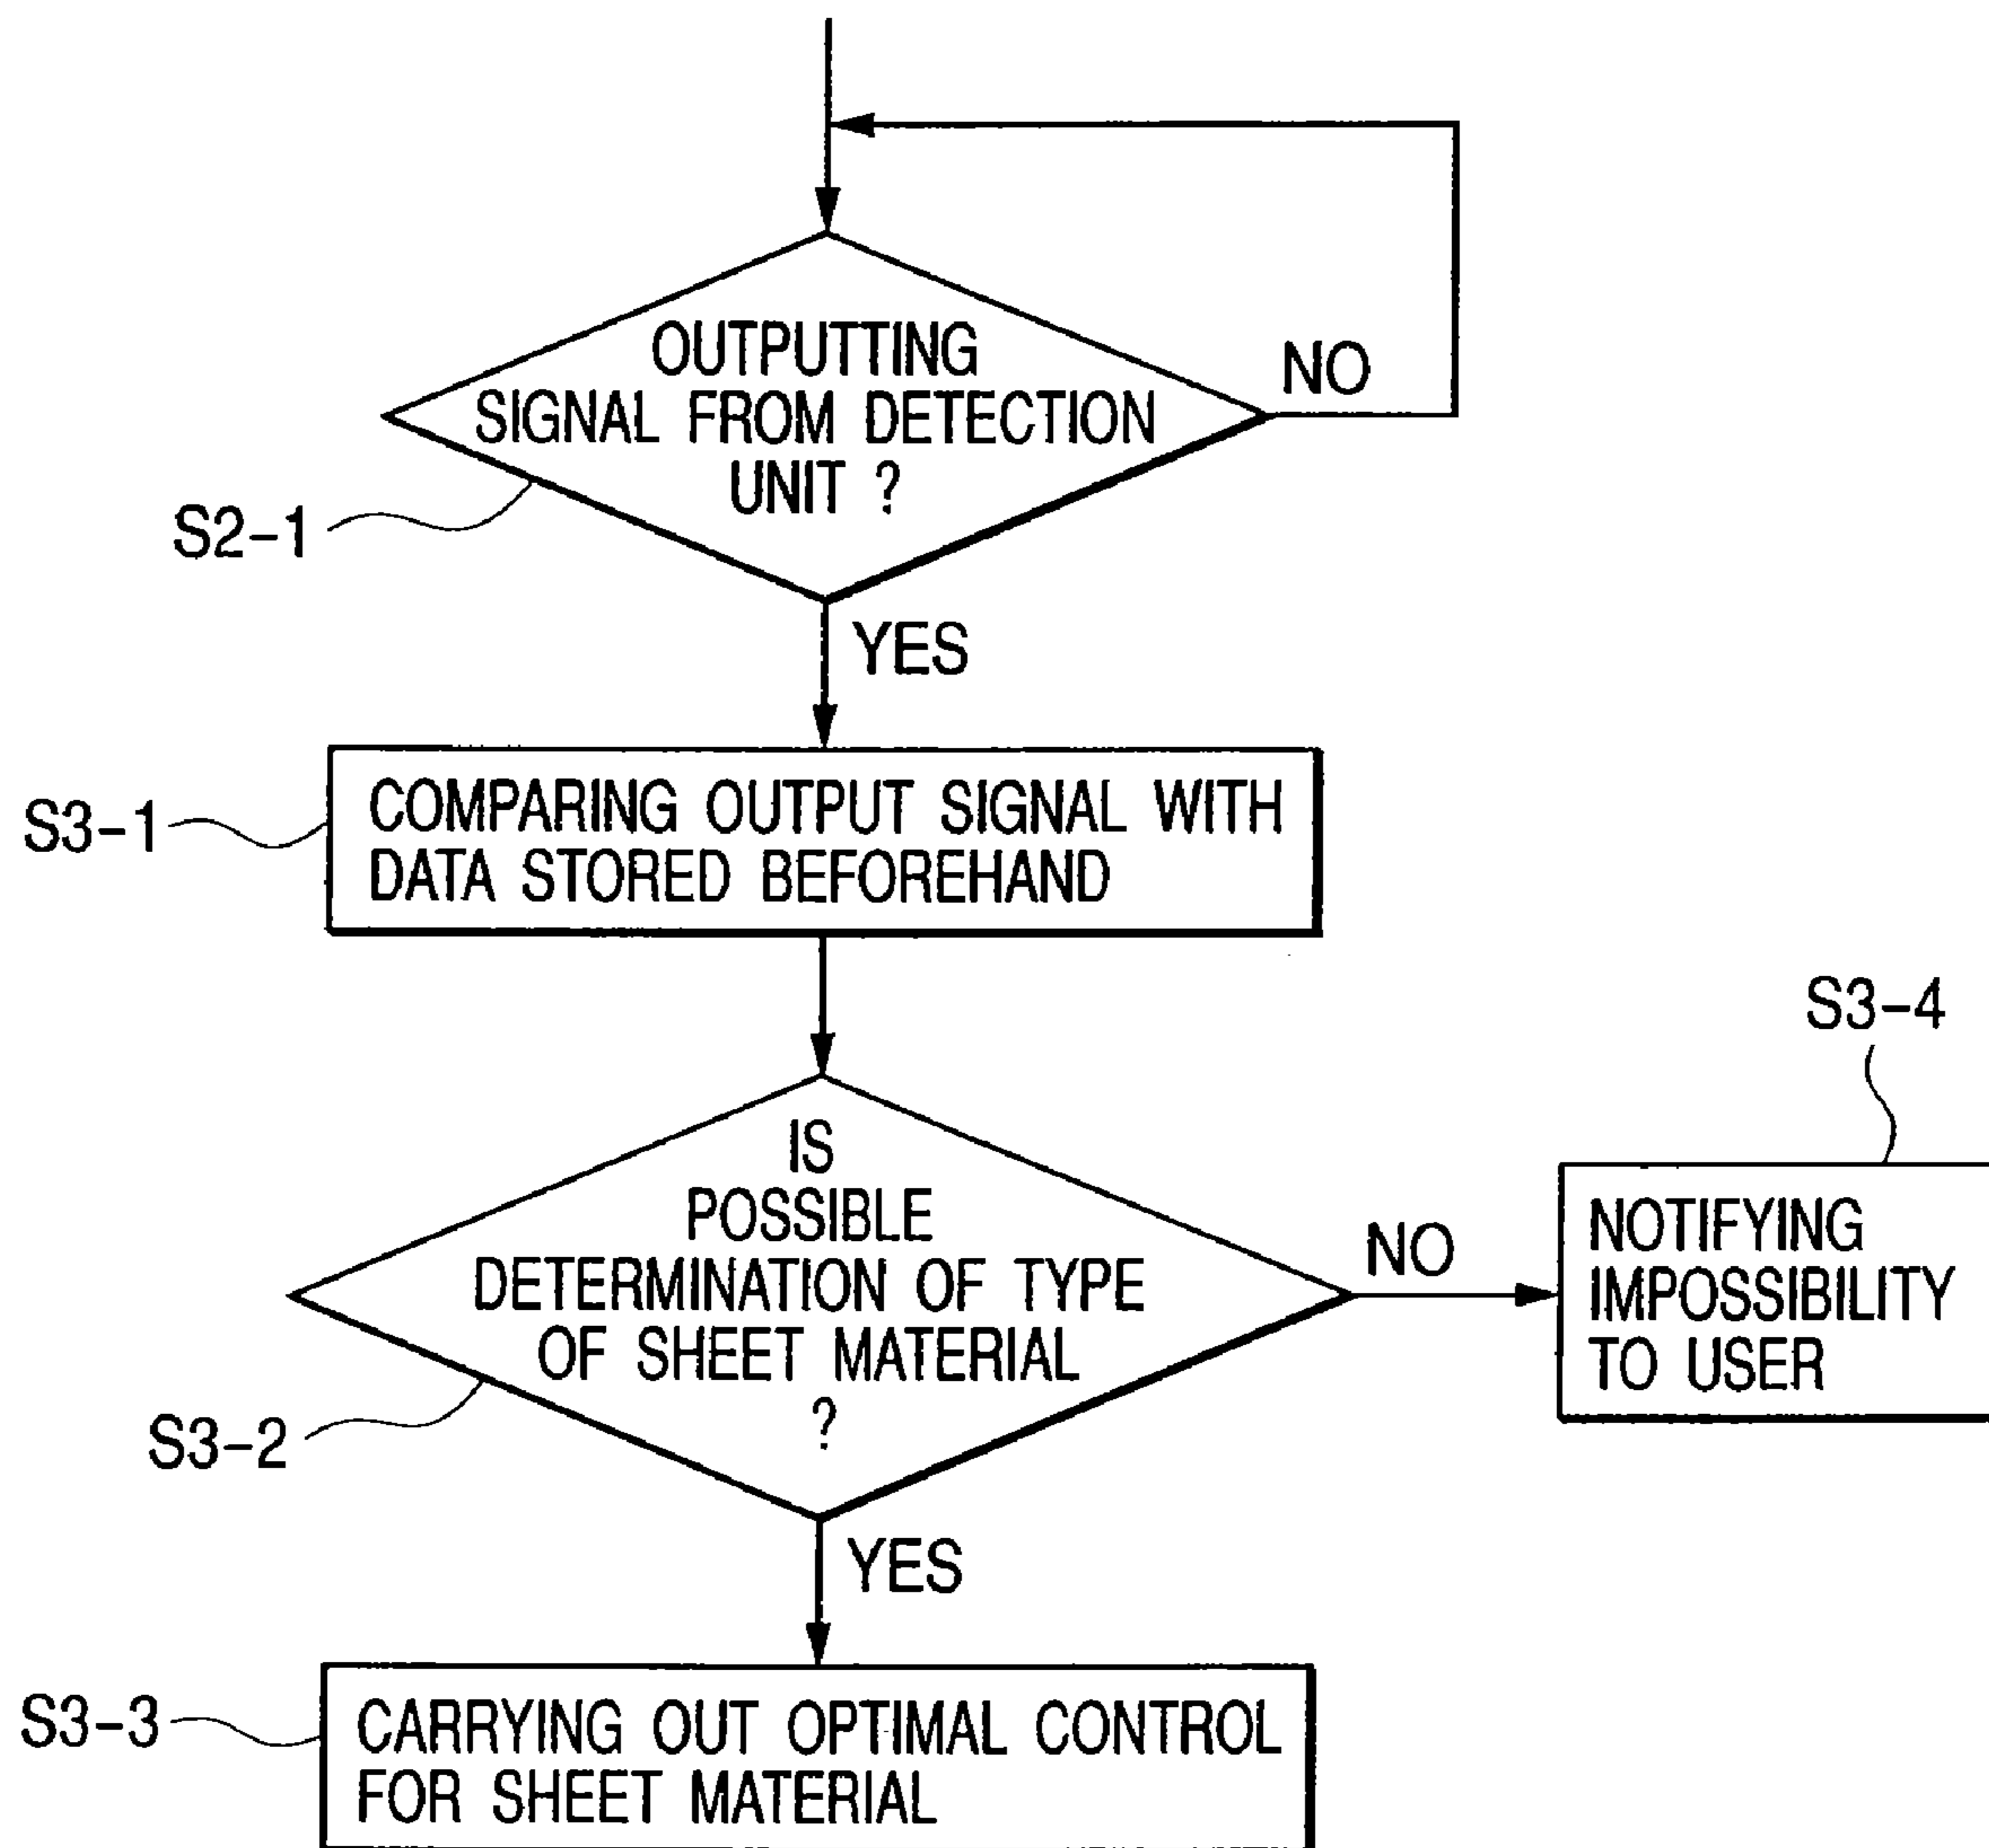 OUTPUTTING
SIGNAL FROM DETECTION
UNIT ?
NO
S2-1
YES
S3-1
COMPARING OUTPUT SIGNAL WITH
DATA STORED BEFOREHAND
S3-4
IS
POSSIBLE
DETERMINATION OF TYPE
OF SHEET MATERIAL
?
NO
NOTIFYING
IMPOSSIBILITY
TO USER
S3-2
YES
S3-3
CARRYING OUT OPTIMAL CONTROL
FOR SHEET MATERIAL